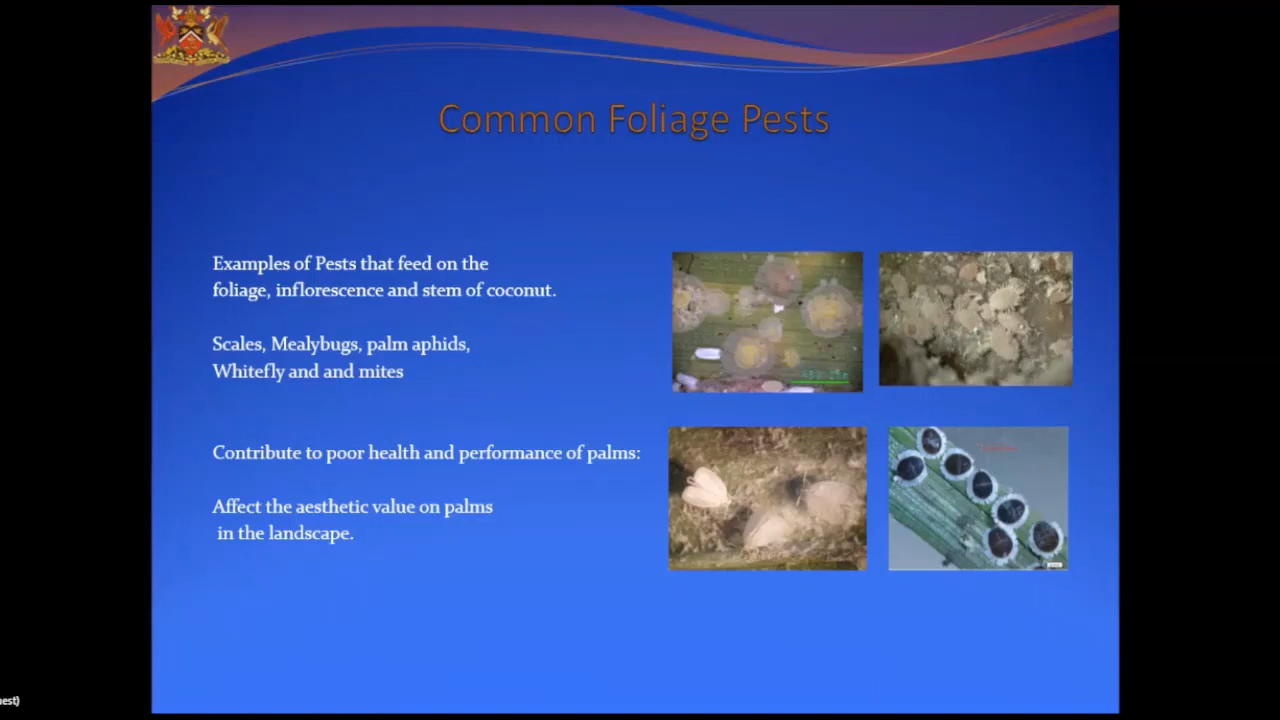 Common Foliage Pests
Examples of Pests that feed on the
foliage, inflorescence and stem of coconut.
Scales, Mealybugs, palm aphids,
Whitefly and and mites
Contribute to poor health and performance of palms:
Affect the aesthetic value on palms
in the landscape.